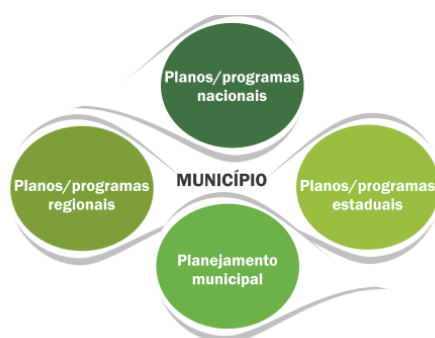 Planos/programas
nacionais
Planos/programas
regionais
MUNICÍPIO
Planos/programas
estaduais
Planejamento
municipal